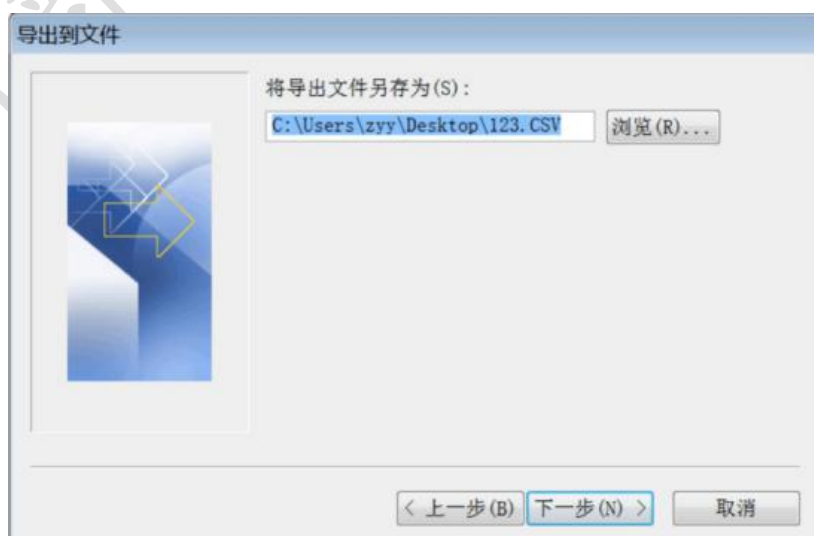 导出到文件
将导出文件另存为(S):
C:\Users\zyy\Desktop\123.CSV
浏览(R)...
< 上一步(B)
下一步(N) >
取消